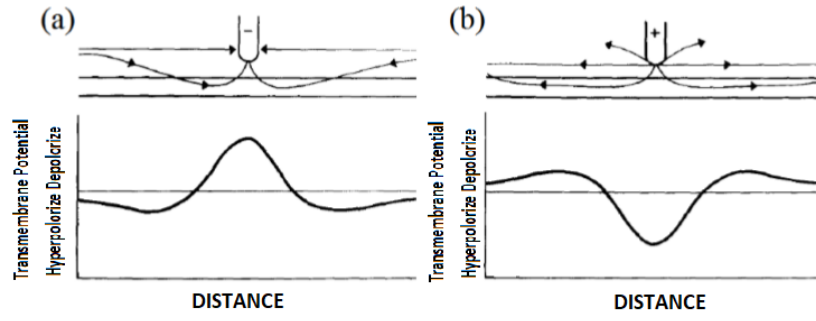 (a)
−
Transmembrane Potential
Hyperpolorize Depolcrize
DISTANCE
(b)
+
Transmembrane Potential
Hyperpolorize Depolcrize
DISTANCE